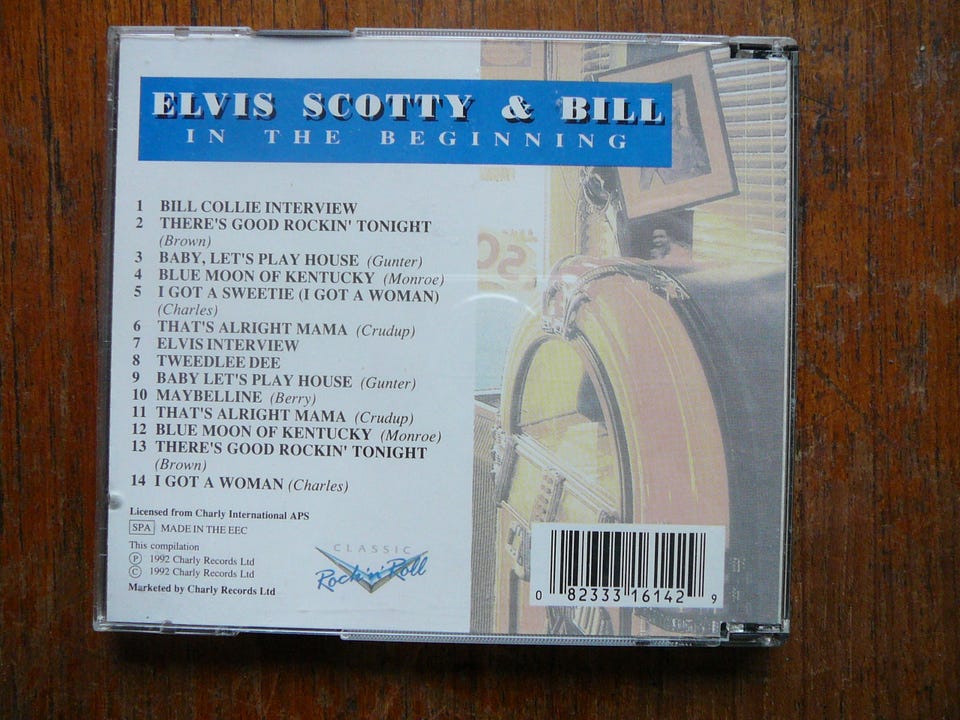 ELVIS SCOTTY & BILL
IN THE BEGINNING
1 BILL COLLIE INTERVIEW
2 THERE'S GOOD ROCKIN' TONIGHT
(Brown)
3 BABY, LET'S PLAY HOUSE (Gunter)
4 BLUE MOON OF KENTUCKY (Monroe)
5 I GOT A SWEETIE (I GOT A WOMAN)
(Charles)
6 THAT'S ALRIGHT MAMA (Crudup)
7 ELVIS INTERVIEW
8 TWEEDLEE DEE
9 BABY LET'S PLAY HOUSE (Gunter)
10 MAYBELLINE (Berry)
11 THAT'S ALRIGHT MAMA (Crudup)
12 BLUE MOON OF KENTUCKY (Monroe)
13 THERE'S GOOD ROCKIN' TONIGHT
(Brown)
14 I GOT A WOMAN (Charles)
Licensed from Charly International APS
SPA MADE IN THE EEC
This compilation
Ⓟ 1992 Charly Records Ltd
© 1992 Charly Records Ltd
Marketed by Charly Records Ltd
CLASSIC
Rock 'n' Roll
0 82333 16142 9